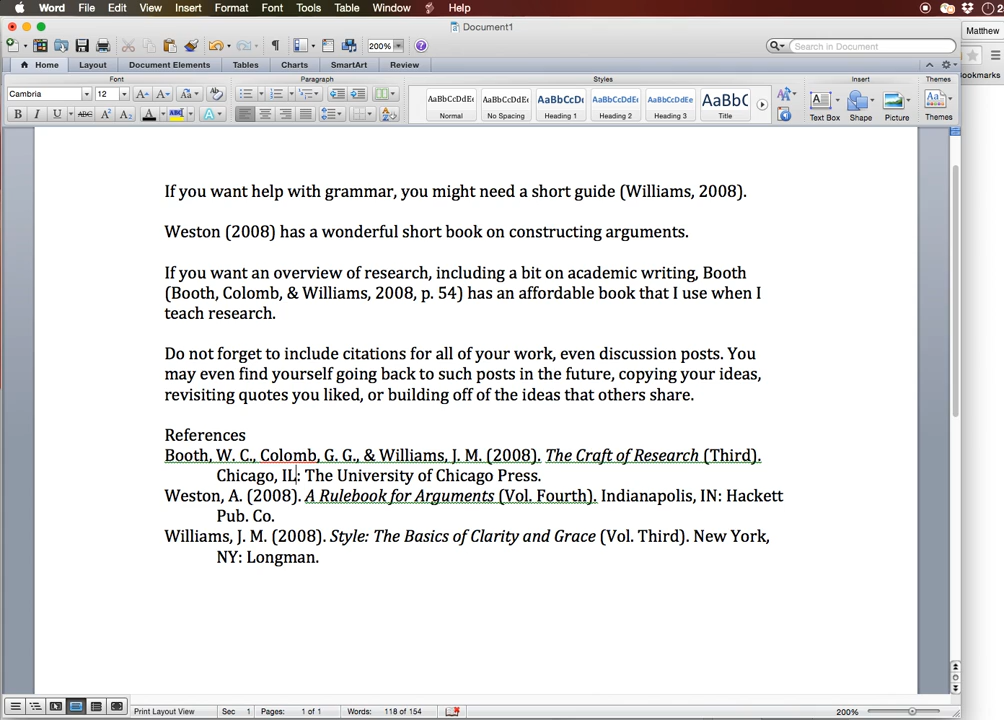 Word File Edit View Insert Format Font Tools Table Window Help
Document1
Matthew
200%
Search in Document
Bookmarks
Home Layout Document Elements Tables Charts SmartArt Review
Font Paragraph Styles Insert Themes
Cambria 12
AaBbCcDdEe AaBbCcDdEe AaBbCcDc AaBbCcDdEe AaBbCcDdEe AaBbC
Normal No Spacing Heading 1 Heading 2 Heading 3 Title Text Box Shape Picture Themes
If you want help with grammar, you might need a short guide (Williams, 2008).
Weston (2008) has a wonderful short book on constructing arguments.
If you want an overview of research, including a bit on academic writing, Booth
(Booth, Colomb, & Williams, 2008, p. 54) has an affordable book that I use when I
teach research.
Do not forget to include citations for all of your work, even discussion posts. You
may even find yourself going back to such posts in the future, copying your ideas,
revisiting quotes you liked, or building off of the ideas that others share.
References
Booth, W. C., Colomb, G. G., & Williams, J. M. (2008). The Craft of Research (Third).
Chicago, IL: The University of Chicago Press.
Weston, A. (2008). A Rulebook for Arguments (Vol. Fourth). Indianapolis, IN: Hackett
Pub. Co.
Williams, J. M. (2008). Style: The Basics of Clarity and Grace (Vol. Third). New York,
NY: Longman.
Print Layout View Sec 1 Pages: 1 of 1 Words: 118 of 154 200%